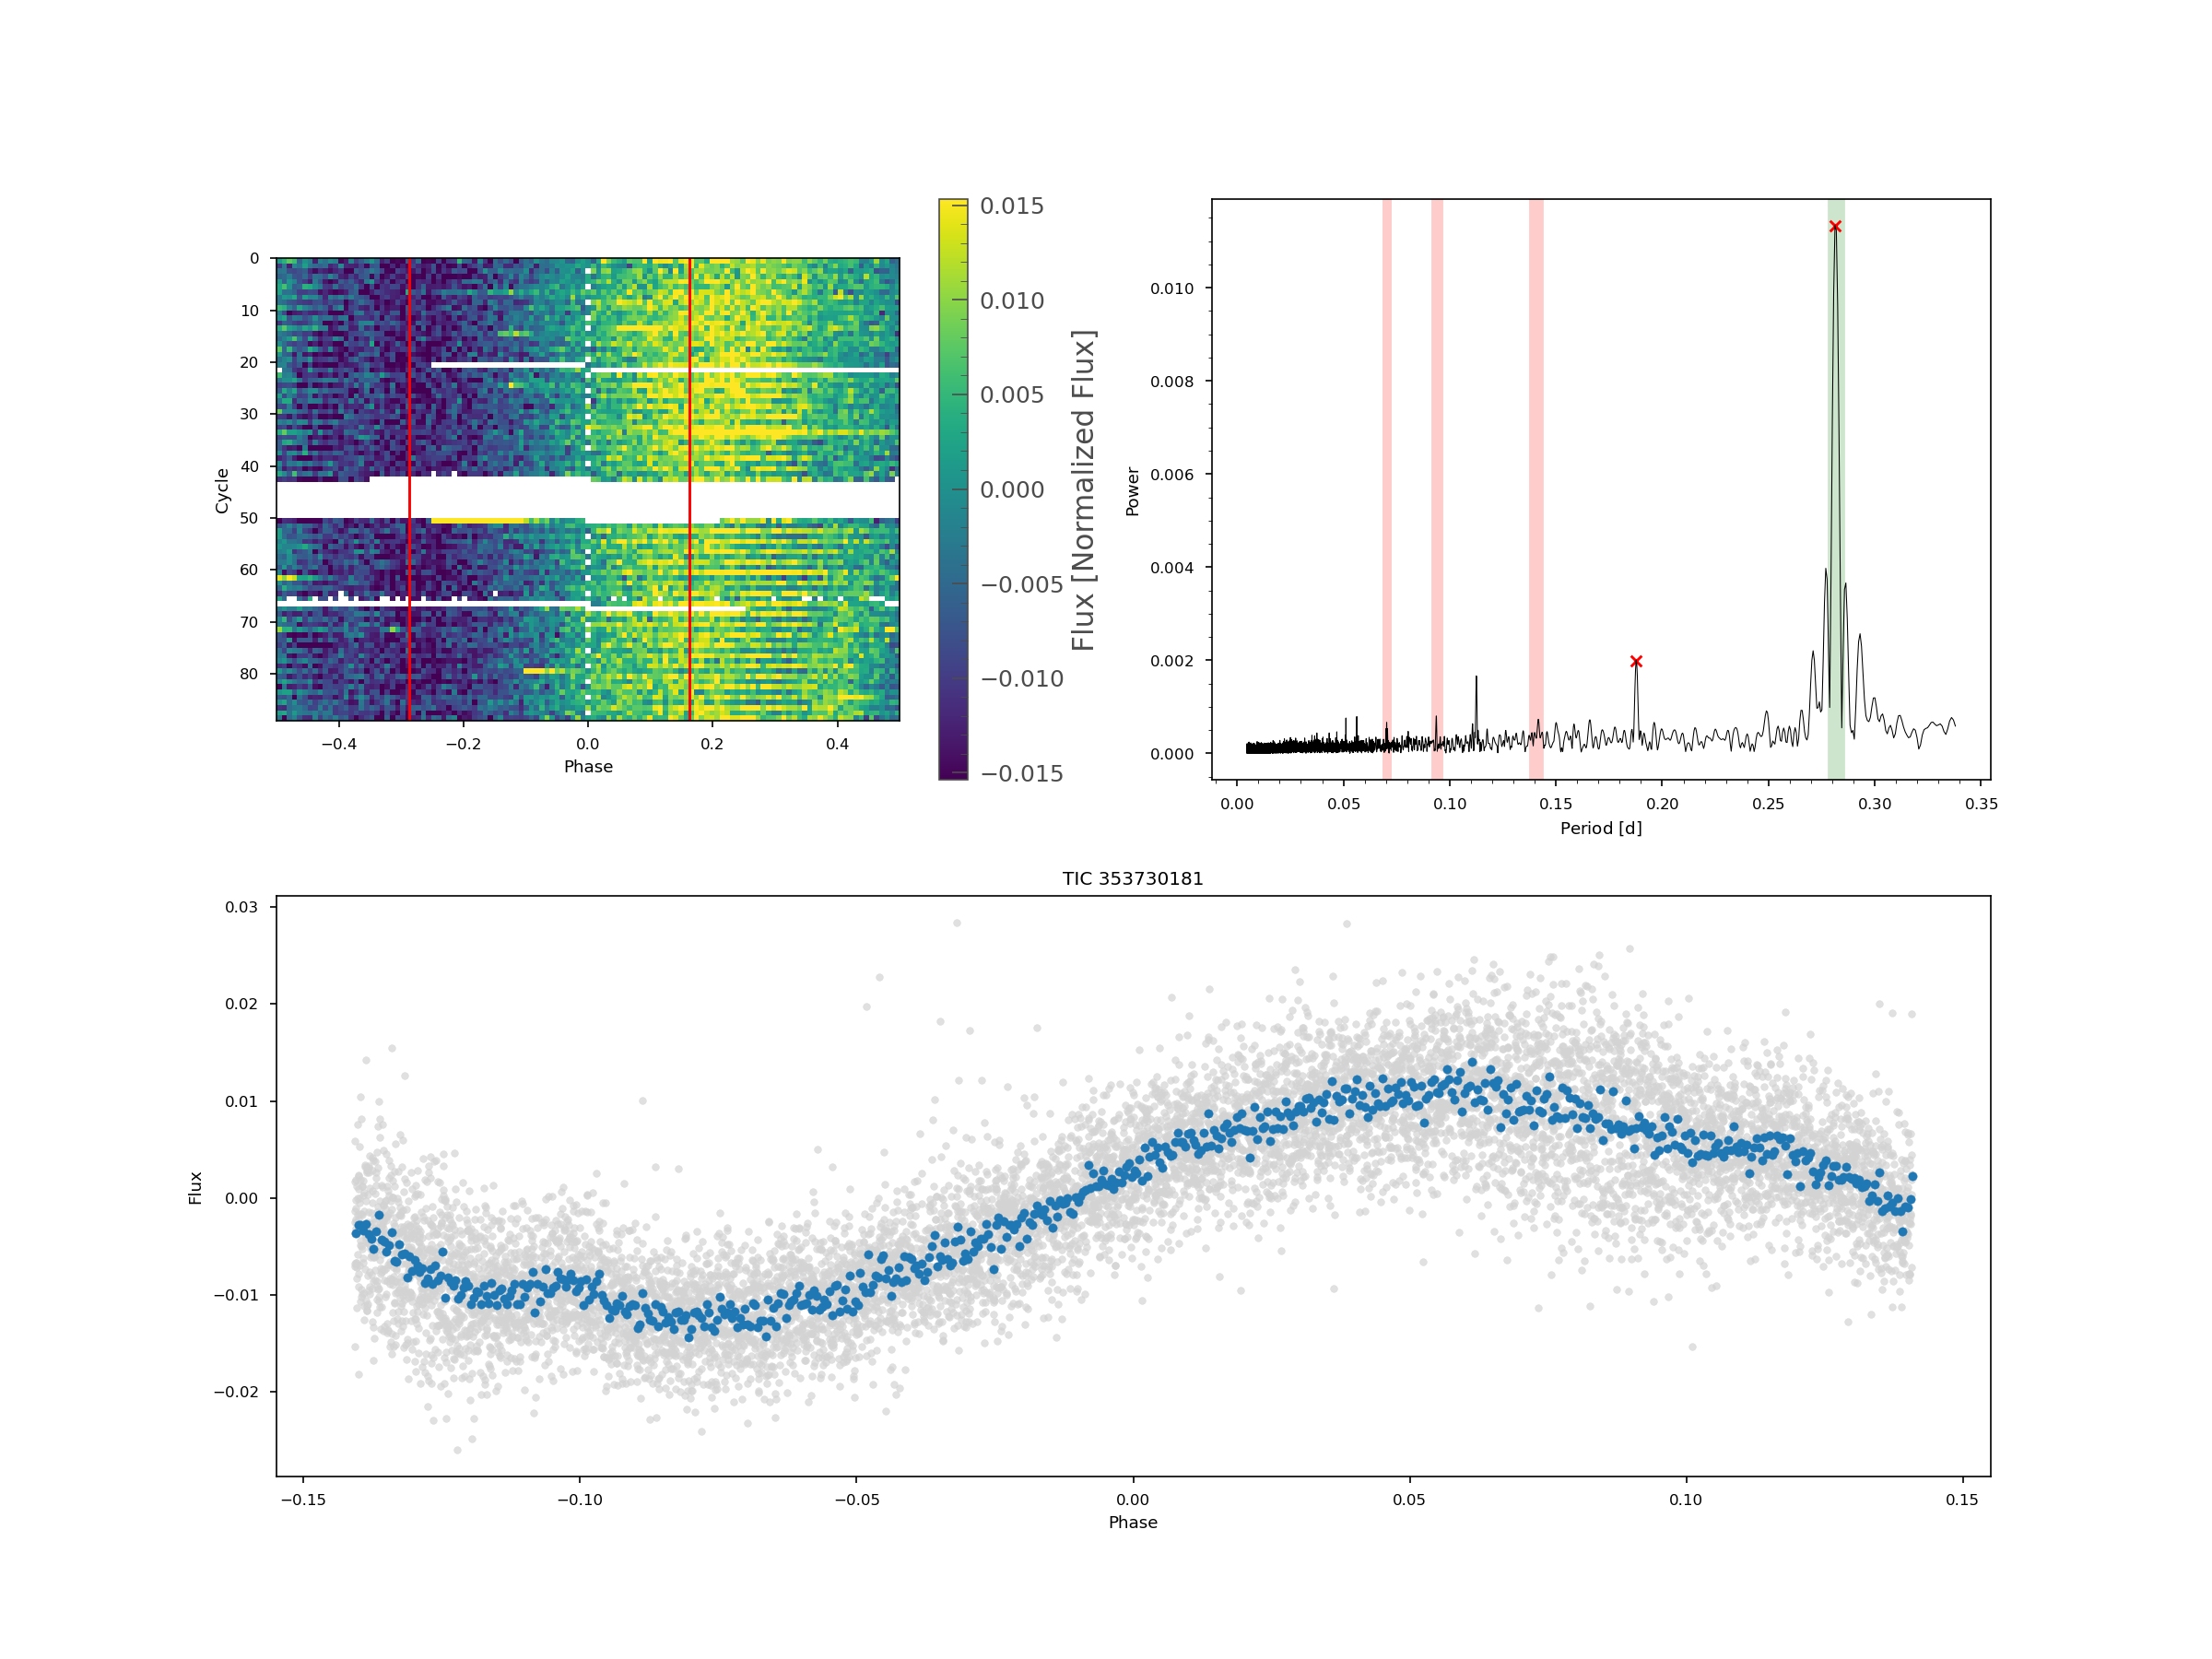 0
10
20
30
40
50
60
70
80
Cycle
−0.4 −0.2 0.0 0.2 0.4
Phase
0.015
0.010
0.005
0.000
−0.005
−0.010
−0.015
Flux [Normalized Flux]
0.010
0.008
0.006
0.004
0.002
0.000
Power
0.00 0.05 0.10 0.15 0.20 0.25 0.30 0.35
Period [d]
TIC 353730181
0.03
0.02
0.01
0.00
−0.01
−0.02
Flux
−0.15 −0.10 −0.05 0.00 0.05 0.10 0.15
Phase